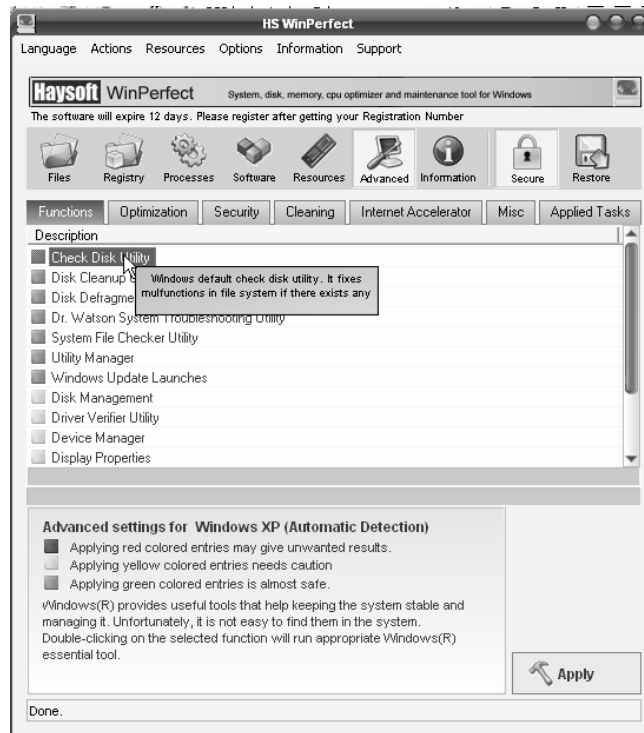 HS WinPerfect
Language Actions Resources Options Information Support
Haysoft WinPerfect System, disk, memory, cpu optimizer and maintenance tool for Windows
The software will expire 12 days. Please register after getting your Registration Number
Files Registry Processes Software Resources Advanced Information Secure Restore
Functions Optimization Security Cleaning Internet Accelerator Misc Applied Tasks
Description
Check Disk Utility
Disk Cleanup
Windows default check disk utility. It fixes
mulfunctions in file system if there exists any
Disk Defragme
Dr. Watson System Troubleshooting Utility
System File Checker Utility
Utility Manager
Windows Update Launches
Disk Management
Driver Verifier Utility
Device Manager
Display Properties
Advanced settings for Windows XP (Automatic Detection)
Applying red colored entries may give unwanted results.
Applying yellow colored entries needs caution
Applying green colored entries is almost safe.
Windows(R) provides useful tools that help keeping the system stable and
managing it. Unfortunately, it is not easy to find them in the system.
Double-clicking on the selected function will run appropriate Windows(R)
essential tool.
Apply
Done.